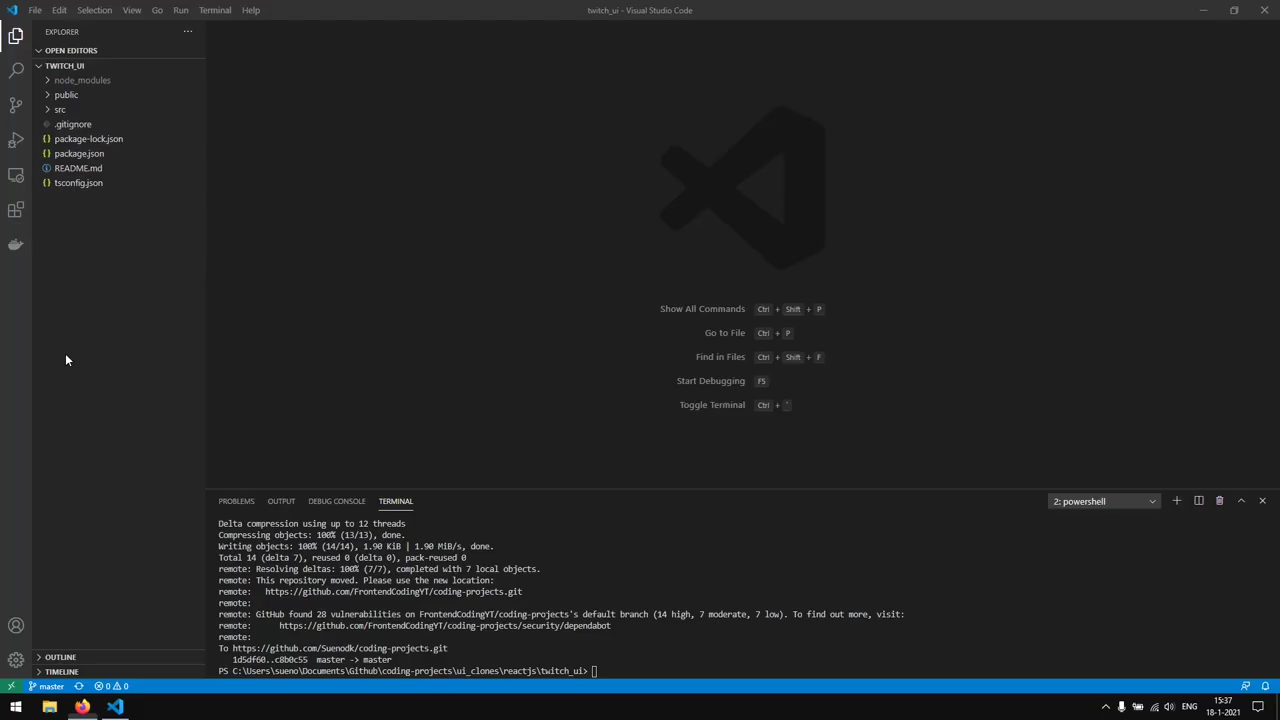 File Edit Selection View Go Run Terminal Help
twitch_ui - Visual Studio Code
EXPLORER
OPEN EDITORS
TWITCH_UI
node_modules
public
src
.gitignore
package-lock.json
package.json
README.md
tsconfig.json
Show All Commands Ctrl + Shift + P
Go to File Ctrl + P
Find in Files Ctrl + Shift + F
Start Debugging F5
Toggle Terminal Ctrl + `
PROBLEMS OUTPUT DEBUG CONSOLE TERMINAL
2: powershell
Delta compression using up to 12 threads
Compressing objects: 100% (13/13), done.
Writing objects: 100% (14/14), 1.90 KiB | 1.90 MiB/s, done.
Total 14 (delta 7), reused 0 (delta 0), pack-reused 0
remote: Resolving deltas: 100% (7/7), completed with 7 local objects.
remote: This repository moved. Please use the new location:
remote:   https://github.com/FrontendCodingYT/coding-projects.git
remote:
remote: GitHub found 28 vulnerabilities on FrontendCodingYT/coding-projects's default branch (14 high, 7 moderate, 7 low). To find out more, visit:
remote:      https://github.com/FrontendCodingYT/coding-projects/security/dependabot
remote:
To https://github.com/Suenodk/coding-projects.git
   1d5df60..c8b0c55  master -> master
PS C:\Users\sueno\Documents\Github\coding-projects\ui_clones\reactjs\twitch_ui>
OUTLINE
TIMELINE
master 0 0
ENG
15:37
18-1-2021